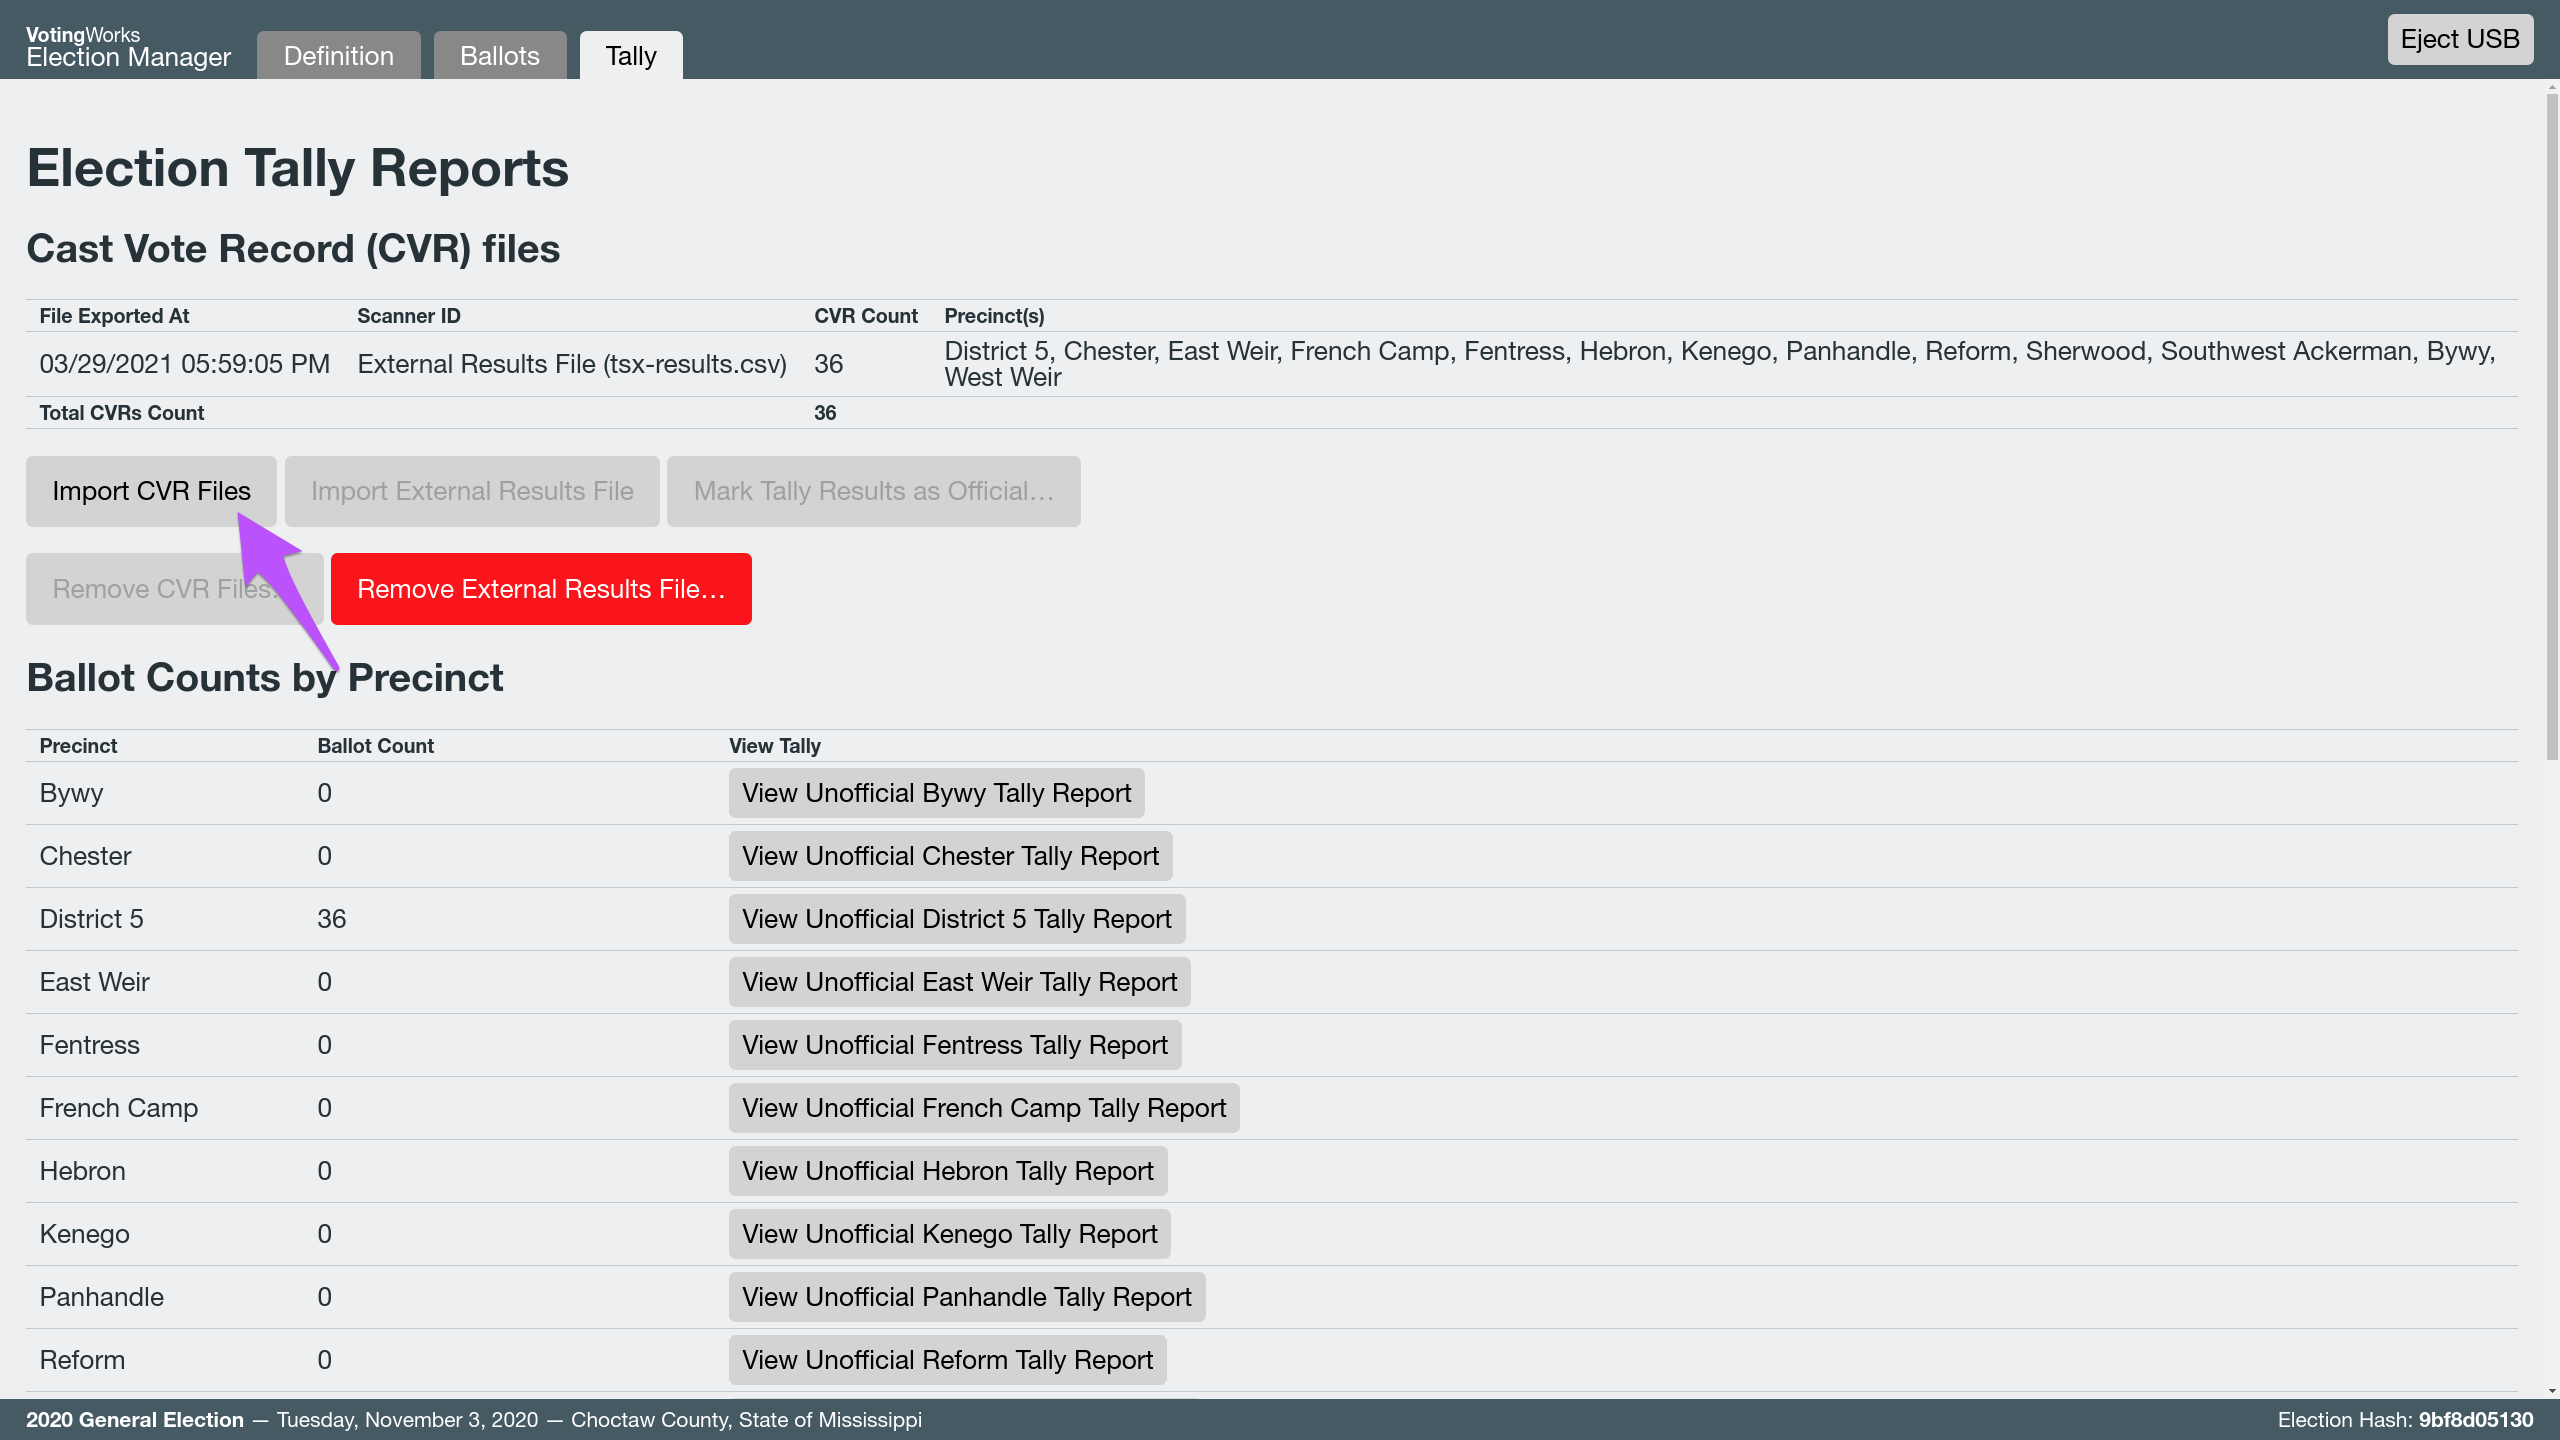 VotingWorks
Election Manager
Definition
Ballots
Tally
Eject USB
Election Tally Reports
Cast Vote Record (CVR) files
File Exported At Scanner ID CVR Count Precinct(s)
03/29/2021 05:59:05 PM External Results File (tsx-results.csv) 36 District 5, Chester, East Weir, French Camp, Fentress, Hebron, Kenego, Panhandle, Reform, Sherwood, Southwest Ackerman, Bywy,
West Weir
Total CVRs Count 36
Import CVR Files Import External Results File Mark Tally Results as Official…
Remove CVR Files Remove External Results File…
Ballot Counts by Precinct
Precinct Ballot Count View Tally
Bywy 0 View Unofficial Bywy Tally Report
Chester 0 View Unofficial Chester Tally Report
District 5 36 View Unofficial District 5 Tally Report
East Weir 0 View Unofficial East Weir Tally Report
Fentress 0 View Unofficial Fentress Tally Report
French Camp 0 View Unofficial French Camp Tally Report
Hebron 0 View Unofficial Hebron Tally Report
Kenego 0 View Unofficial Kenego Tally Report
Panhandle 0 View Unofficial Panhandle Tally Report
Reform 0 View Unofficial Reform Tally Report
2020 General Election — Tuesday, November 3, 2020 — Choctaw County, State of Mississippi
Election Hash: 9bf8d05130